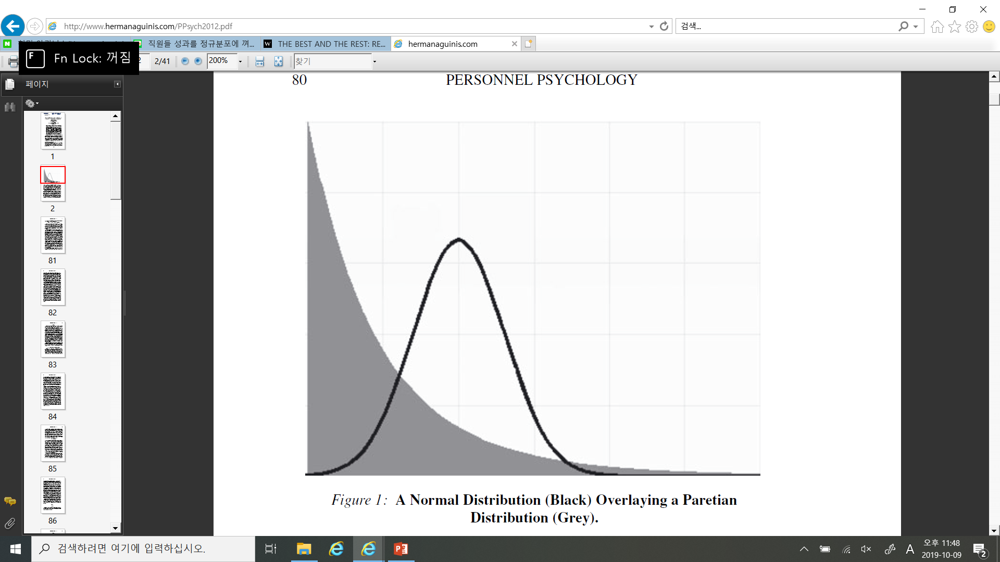 http://www.hermanaguinis.com/PPsych2012.pdf
검색...
직원들 성과를 정규분포에 껴...
THE BEST AND THE REST: RE...
hermanaguinis.com
Fn Lock: 꺼짐
2/41
200%
찾기
페이지
1
2
81
82
83
84
85
86
80
PERSONNEL PSYCHOLOGY
Figure 1: A Normal Distribution (Black) Overlaying a Paretian
Distribution (Grey).
검색하려면 여기에 입력하십시오.
A
오후 11:48
2019-10-09
2